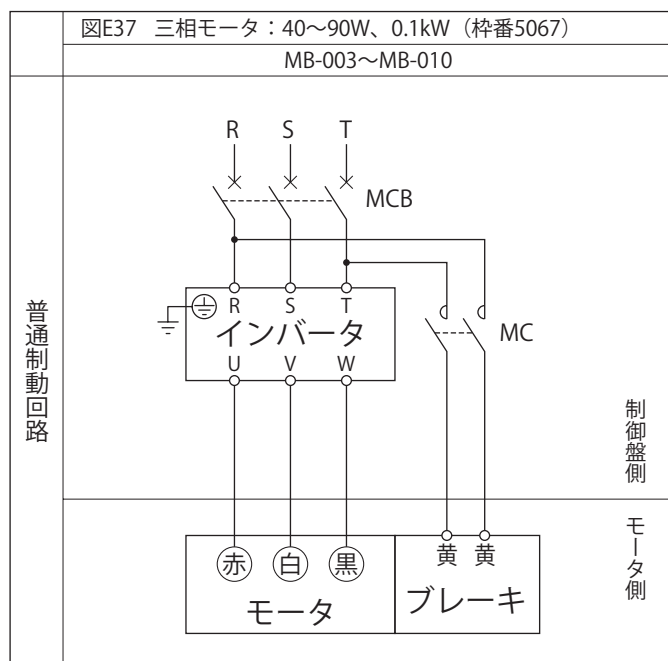 図E37 三相モータ：40～90W、0.1kW（枠番5067）
MB-003～MB-010
普通制動回路
R S T
MCB
R S T
インバータ
U V W
MC
制御盤側
モータ側
赤 白 黒
モータ
黄 黄
ブレーキ